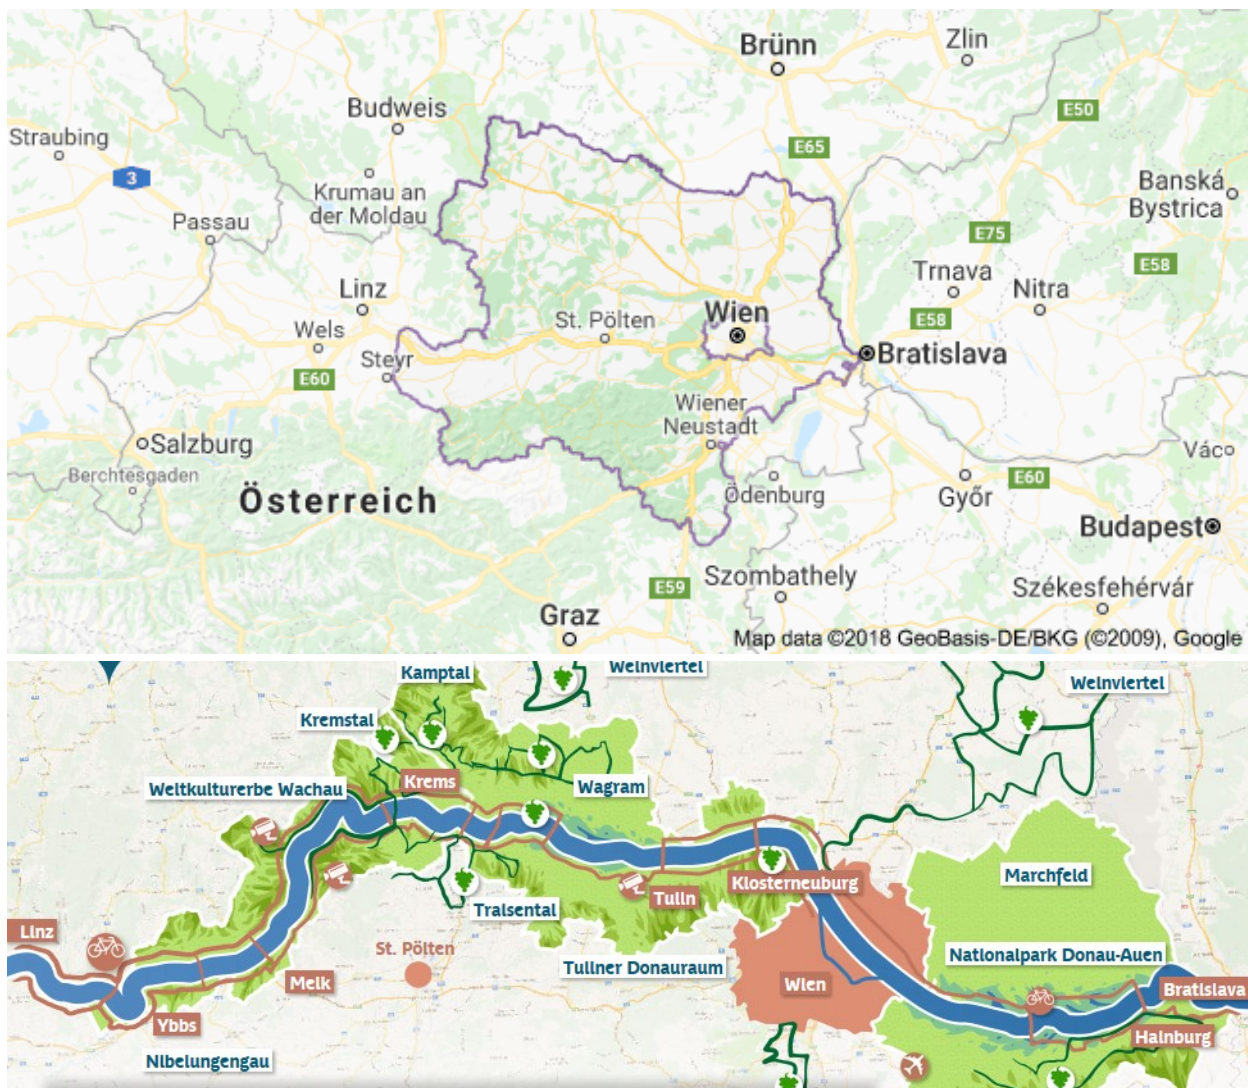 Brünn
Zlin
Budweis
Straubing
E50
E65
3
Krumau an
der Moldau
Banská
Bystrica
Passau
E75
E58
Trnava
Nitra
Linz
Wien
E58
St. Pölten
Wels
Bratislava
Steyr
E60
Wiener
Neustadt
Salzburg
Vác
Berchtesgaden
E60
Ödenburg
Győr
Österreich
Budapest
Szombathely
E59
Székesfehérvár
Graz
Map data ©2018 GeoBasis-DE/BKG (©2009), Google
Kamptal
Weinviertel
Weinviertel
Kremstal
Krems
Weltkulturerbe Wachau
Wagram
Marchfeld
Klosterneuburg
Tulln
Traisental
Linz
St. Pölten
Nationalpark Donau-Auen
Tullner Donauraum
Melk
Wien
Bratislava
Ybbs
Hainburg
Nibelungengau